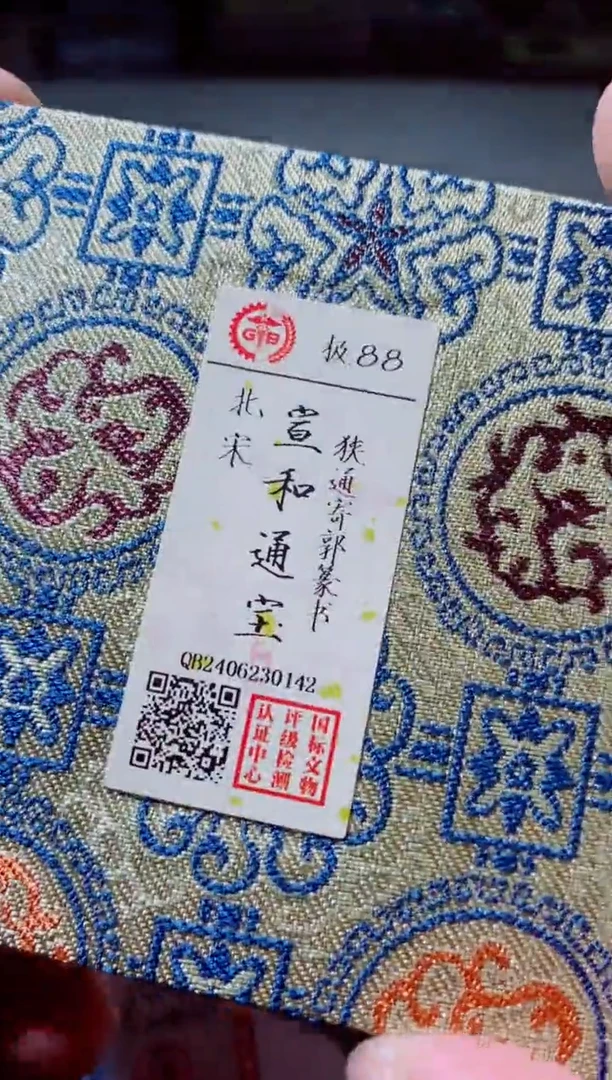 GB
极88
北宋
宣和通宝
狭通寄郭篆书
QB2406230142
国标文物
评级检测
认证中心